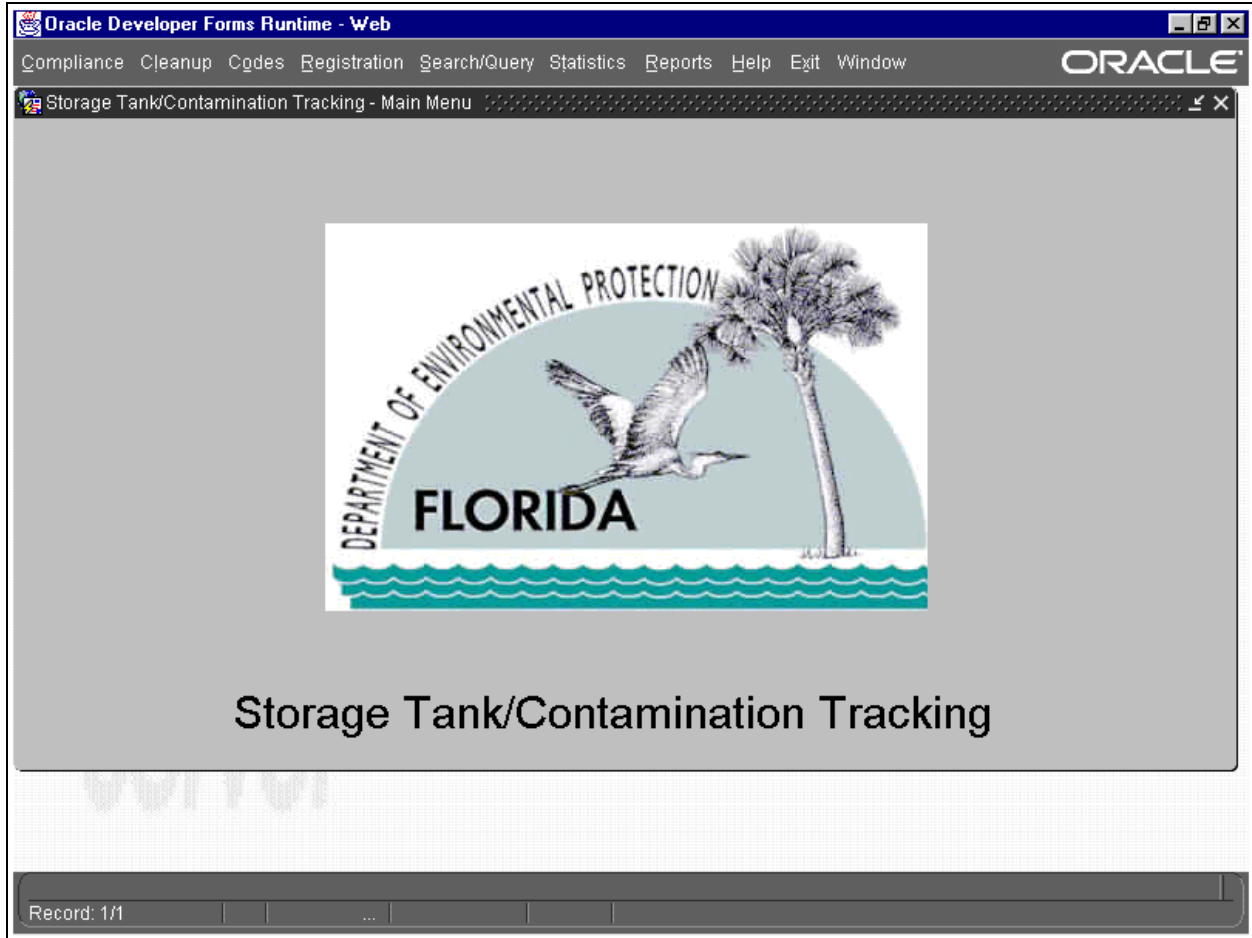 Oracle Developer Forms Runtime - Web
Compliance Cleanup Codes Registration Search/Query Statistics Reports Help Exit Window ORACLE
Storage Tank/Contamination Tracking - Main Menu
DEPARTMENT OF ENVIRONMENTAL PROTECTION
FLORIDA
Storage Tank/Contamination Tracking
Record: 1/1 ...